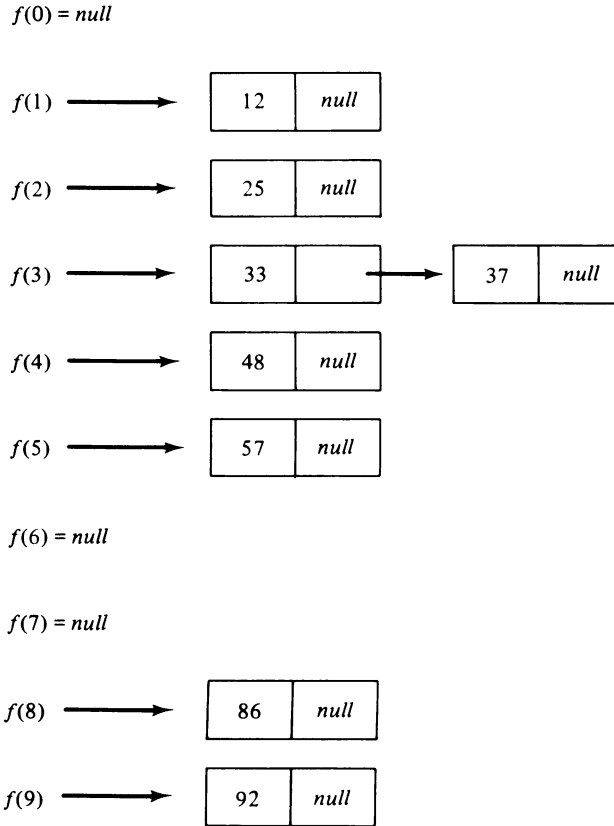 f(0) = null
f(1) 12 null
f(2) 25 null
f(3) 33 37 null
f(4) 48 null
f(5) 57 null
f(6) = null
f(7) = null
f(8) 86 null
f(9) 92 null